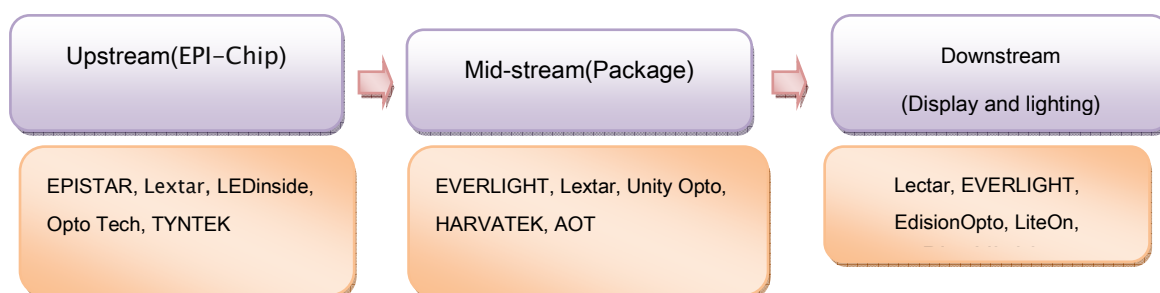 Upstream(EPI-Chip)
EPISTAR, Lextar, LEDinside,
Opto Tech, TYNTEK
Mid-stream(Package)
EVERLIGHT, Lextar, Unity Opto,
HARVATEK, AOT
Downstream
(Display and lighting)
Lectar, EVERLIGHT,
EdisionOpto, LiteOn,